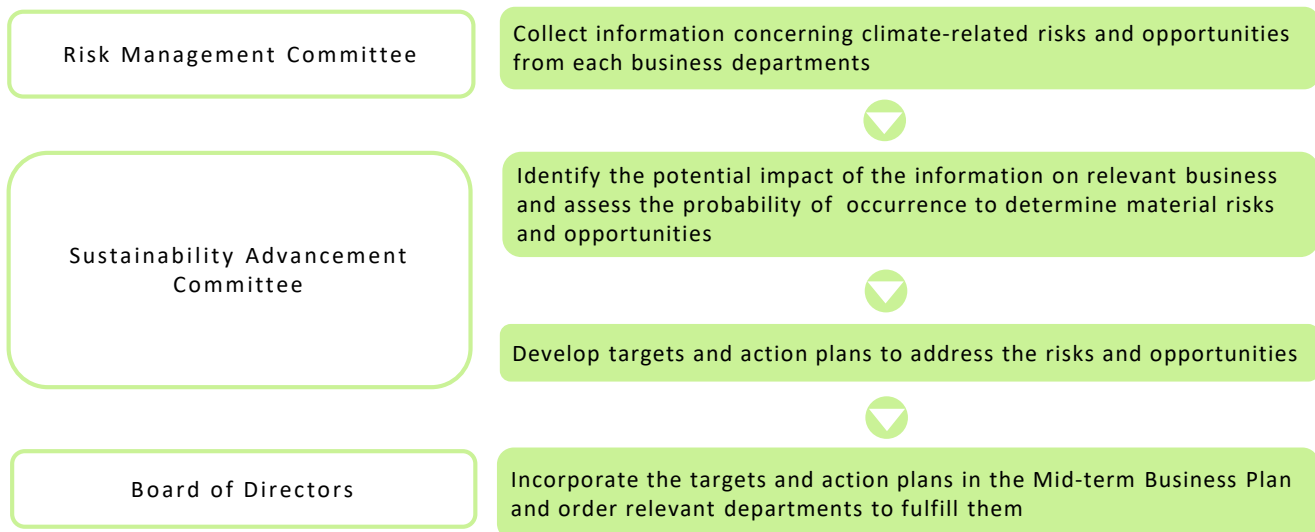 Risk Management Committee
Collect information concerning climate-related risks and opportunities
from each business departments
Sustainability Advancement
Committee
Identify the potential impact of the information on relevant business
and assess the probability of occurrence to determine material risks
and opportunities
Develop targets and action plans to address the risks and opportunities
Board of Directors
Incorporate the targets and action plans in the Mid-term Business Plan
and order relevant departments to fulfill them